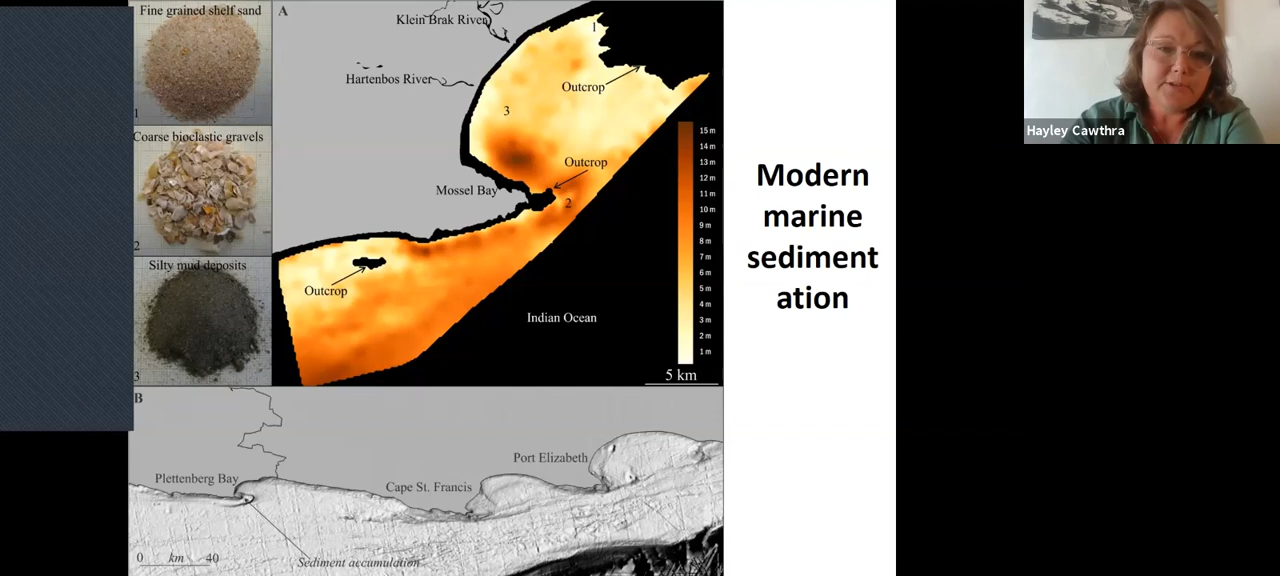 Fine grained shelf sand
1
Coarse bioclastic gravels
2
Silty mud deposits
3
A
Klein Brak River
Hartenbos River
1
Outcrop
3
Outcrop
Mossel Bay
2
Outcrop
Indian Ocean
15 m
14 m
13 m
12 m
11 m
10 m
9 m
8 m
7 m
6 m
5 m
4 m
3 m
2 m
1 m
5 km
B
Plettenberg Bay
Cape St. Francis
Port Elizabeth
0 km 40
Sediment accumulation
Modern
marine
sediment
ation
Hayley Cawthra